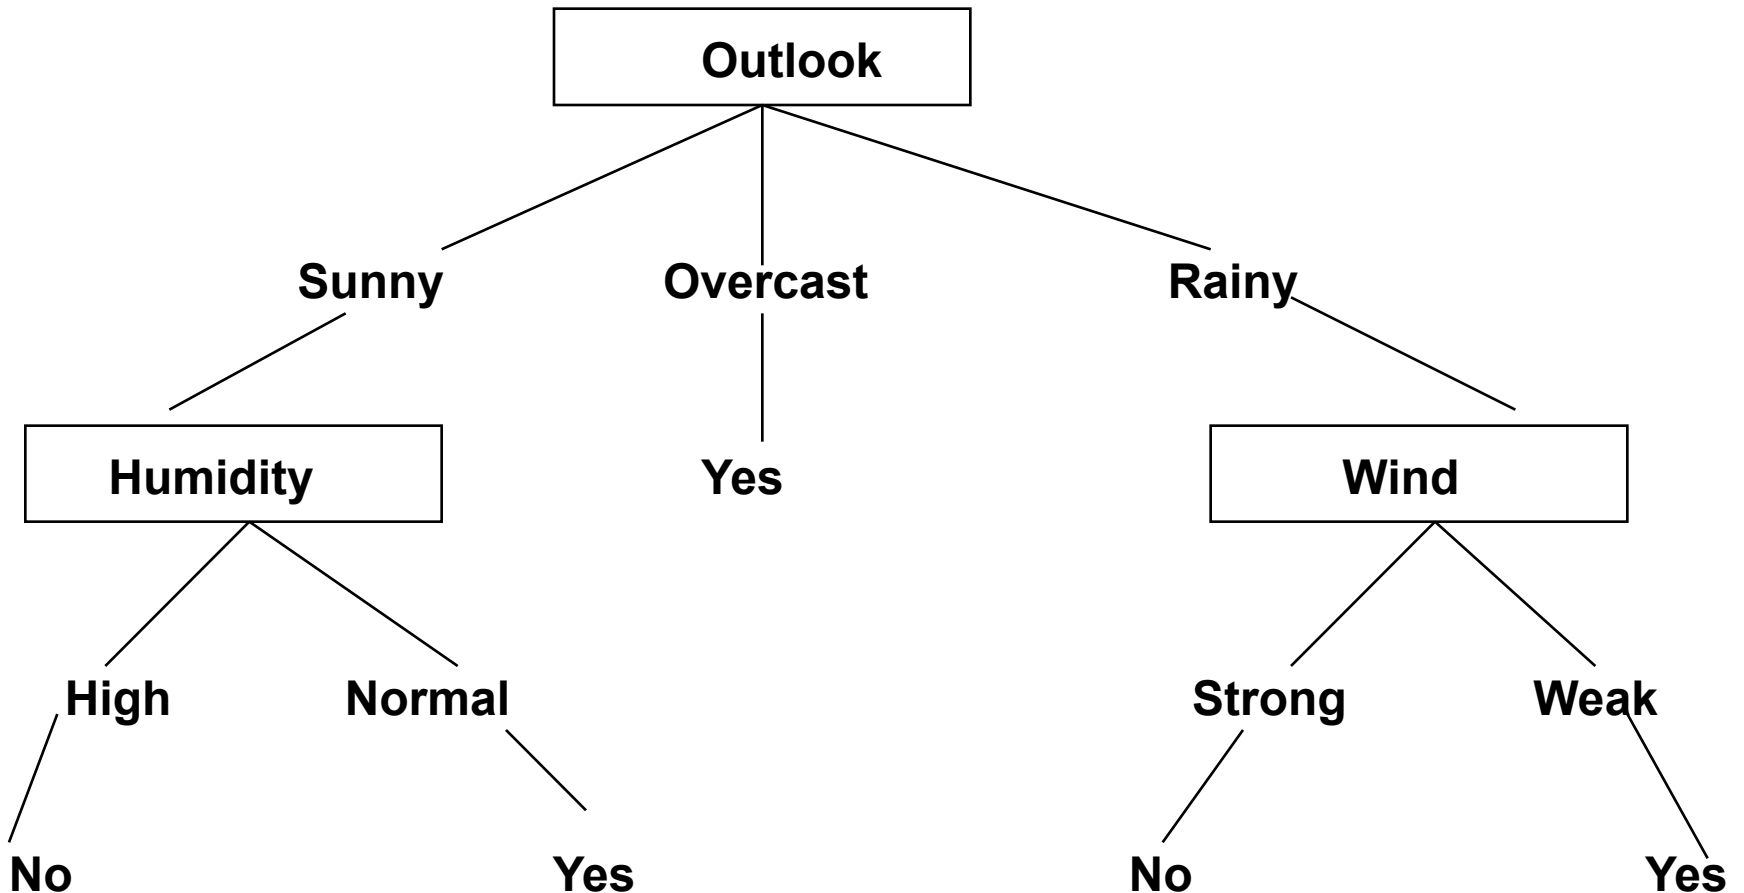 Outlook
Sunny Overcast Rainy
Humidity Yes Wind
High Normal Strong Weak
No Yes No Yes